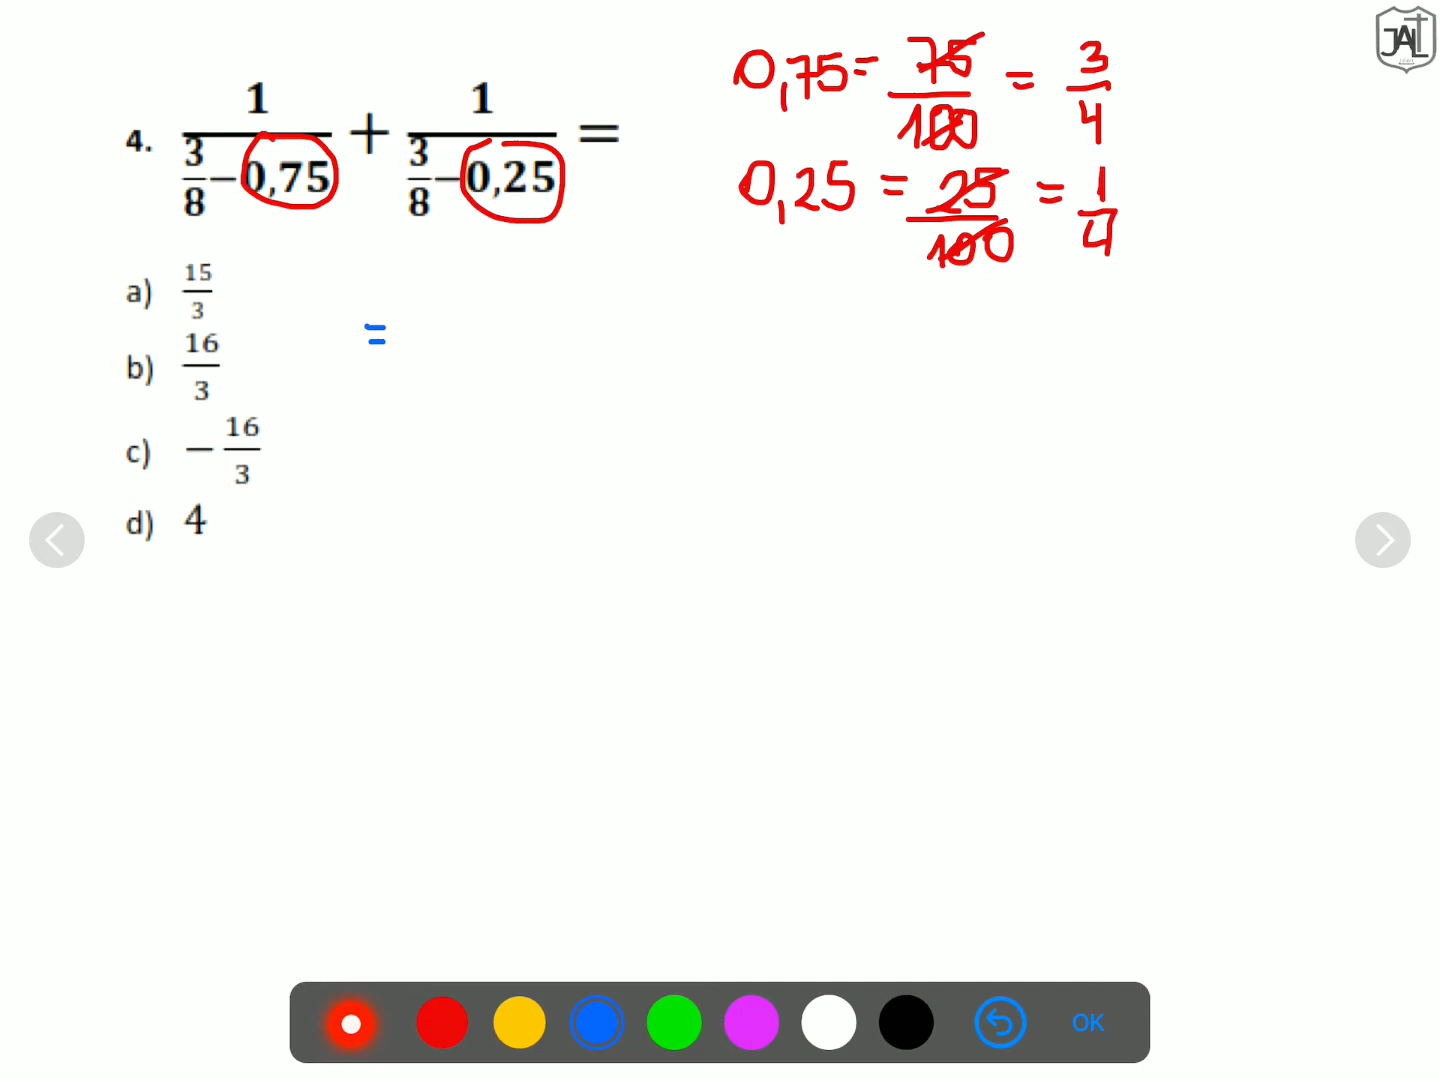 4. 1/(3/8−0,75) + 1/(3/8−0,25) =
0,75 = 75/100 = 3/4
0,25 = 25/100 = 1/4
a) 15/3
=
b) 16/3
c) −16/3
d) 4
JALT
OK